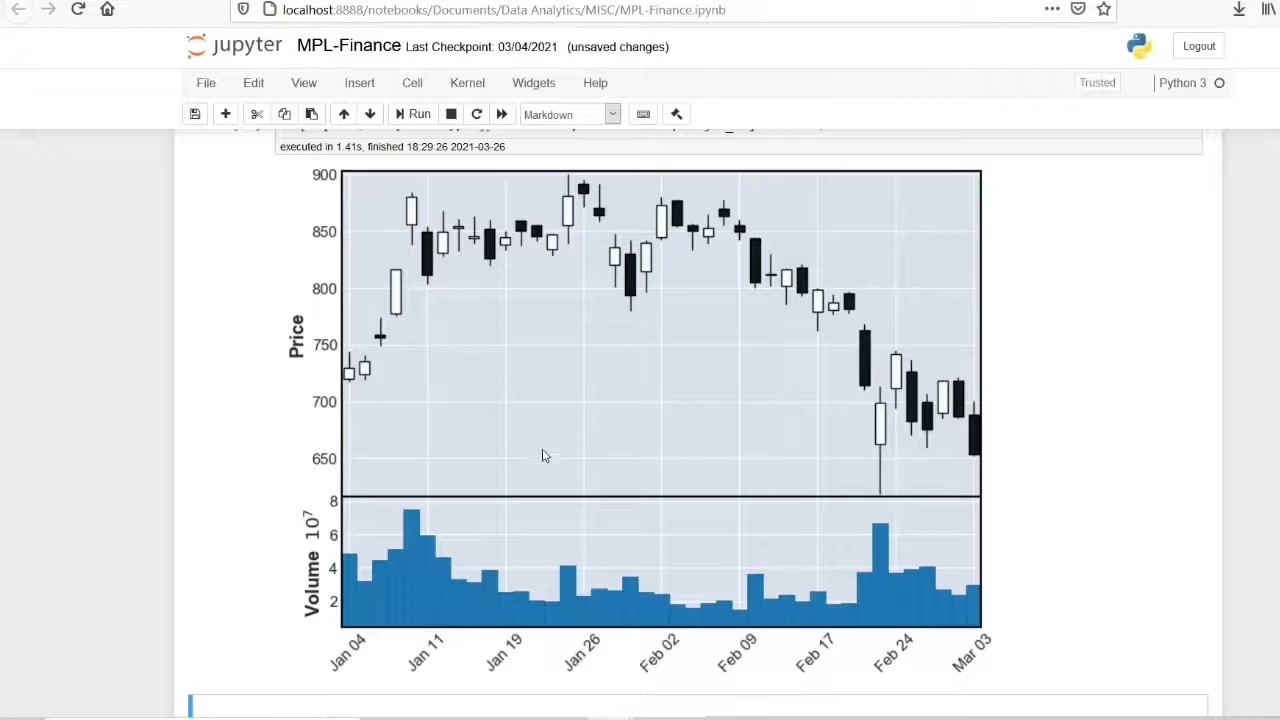 localhost:8888/notebooks/Documents/Data Analytics/MISC/MPL-Finance.ipynb
jupyter MPL-Finance Last Checkpoint: 03/04/2021 (unsaved changes) Logout
File Edit View Insert Cell Kernel Widgets Help Trusted Python 3
Run Markdown
executed in 1.41s, finished 18:29:26 2021-03-26
900
850
800
750
700
650
Price
8
6
4
2
Volume 10^7
Jan 04 Jan 11 Jan 19 Jan 26 Feb 02 Feb 09 Feb 17 Feb 24 Mar 03